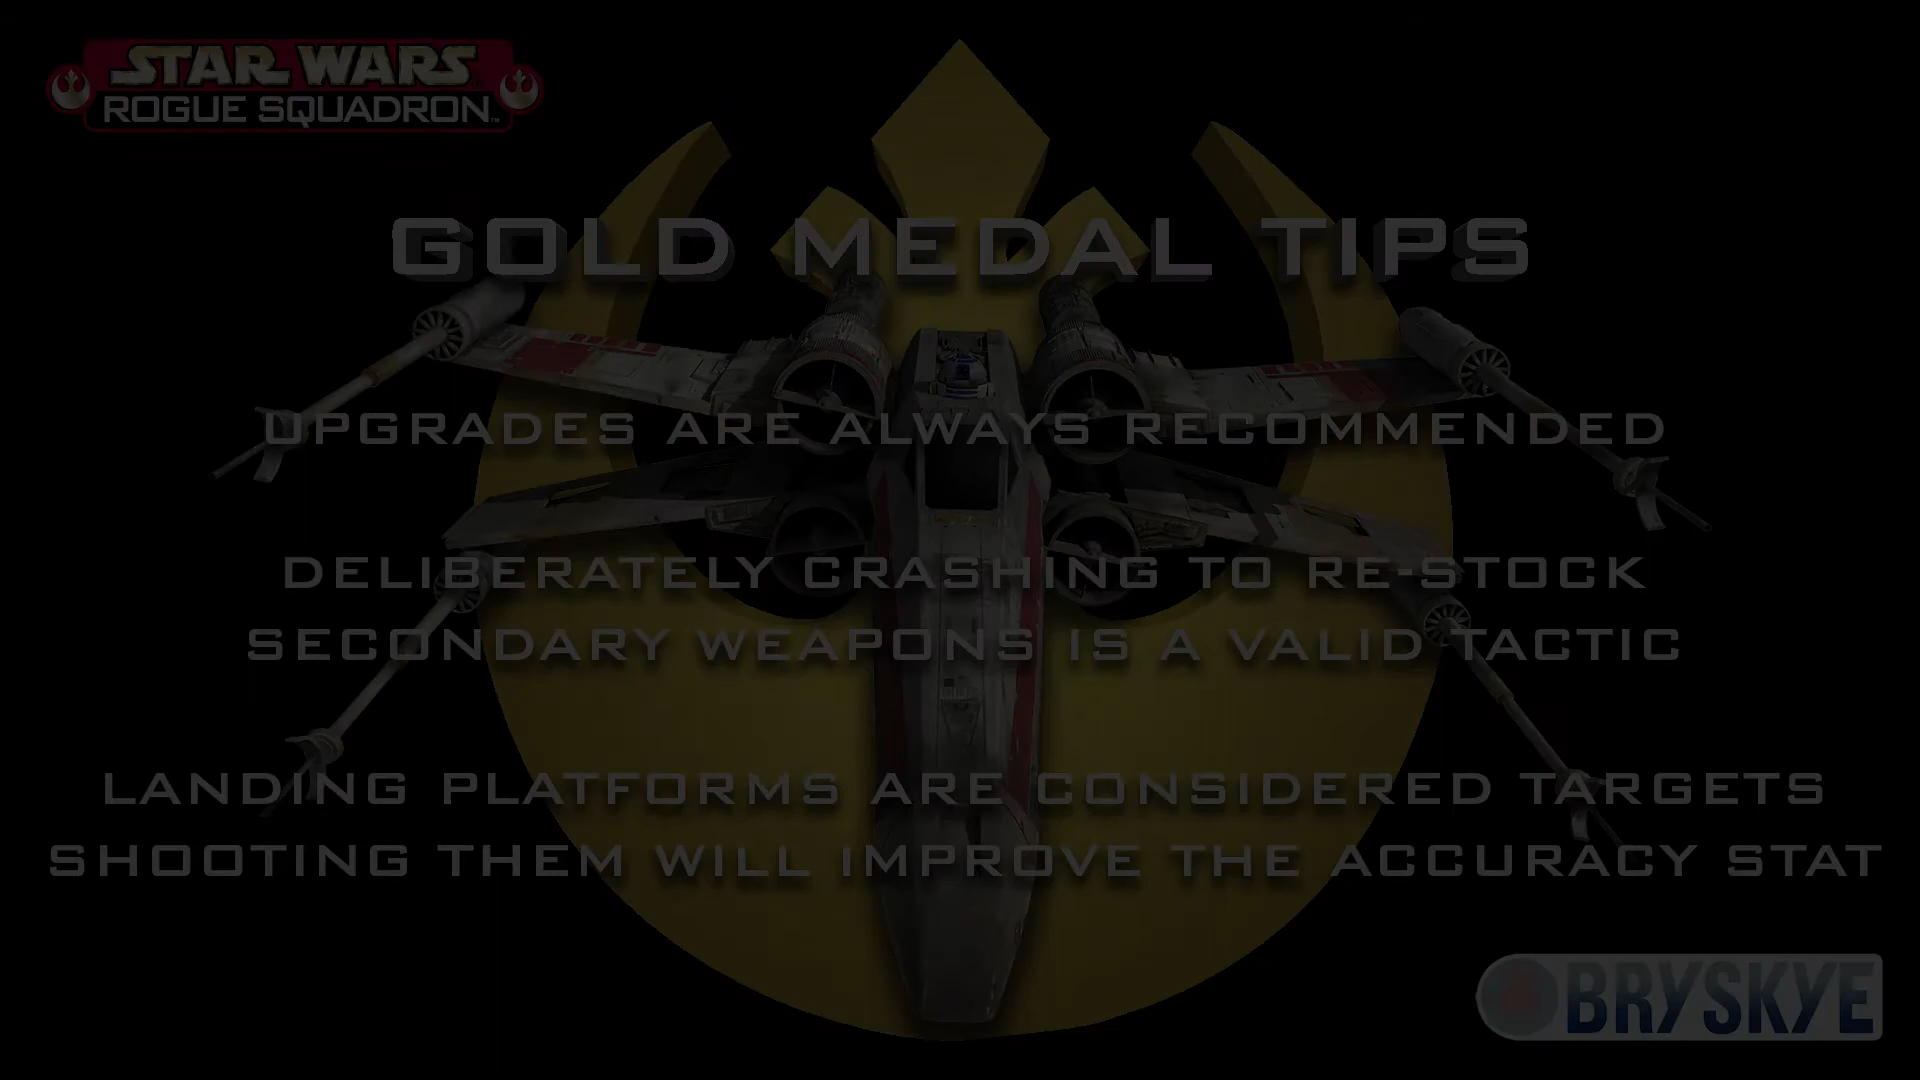 STAR WARS
ROGUE SQUADRON™
GOLD MEDAL TIPS
UPGRADES ARE ALWAYS RECOMMENDED
DELIBERATELY CRASHING TO RE-STOCK
SECONDARY WEAPONS IS A VALID TACTIC
LANDING PLATFORMS ARE CONSIDERED TARGETS
SHOOTING THEM WILL IMPROVE THE ACCURACY STAT
BRYSKYE